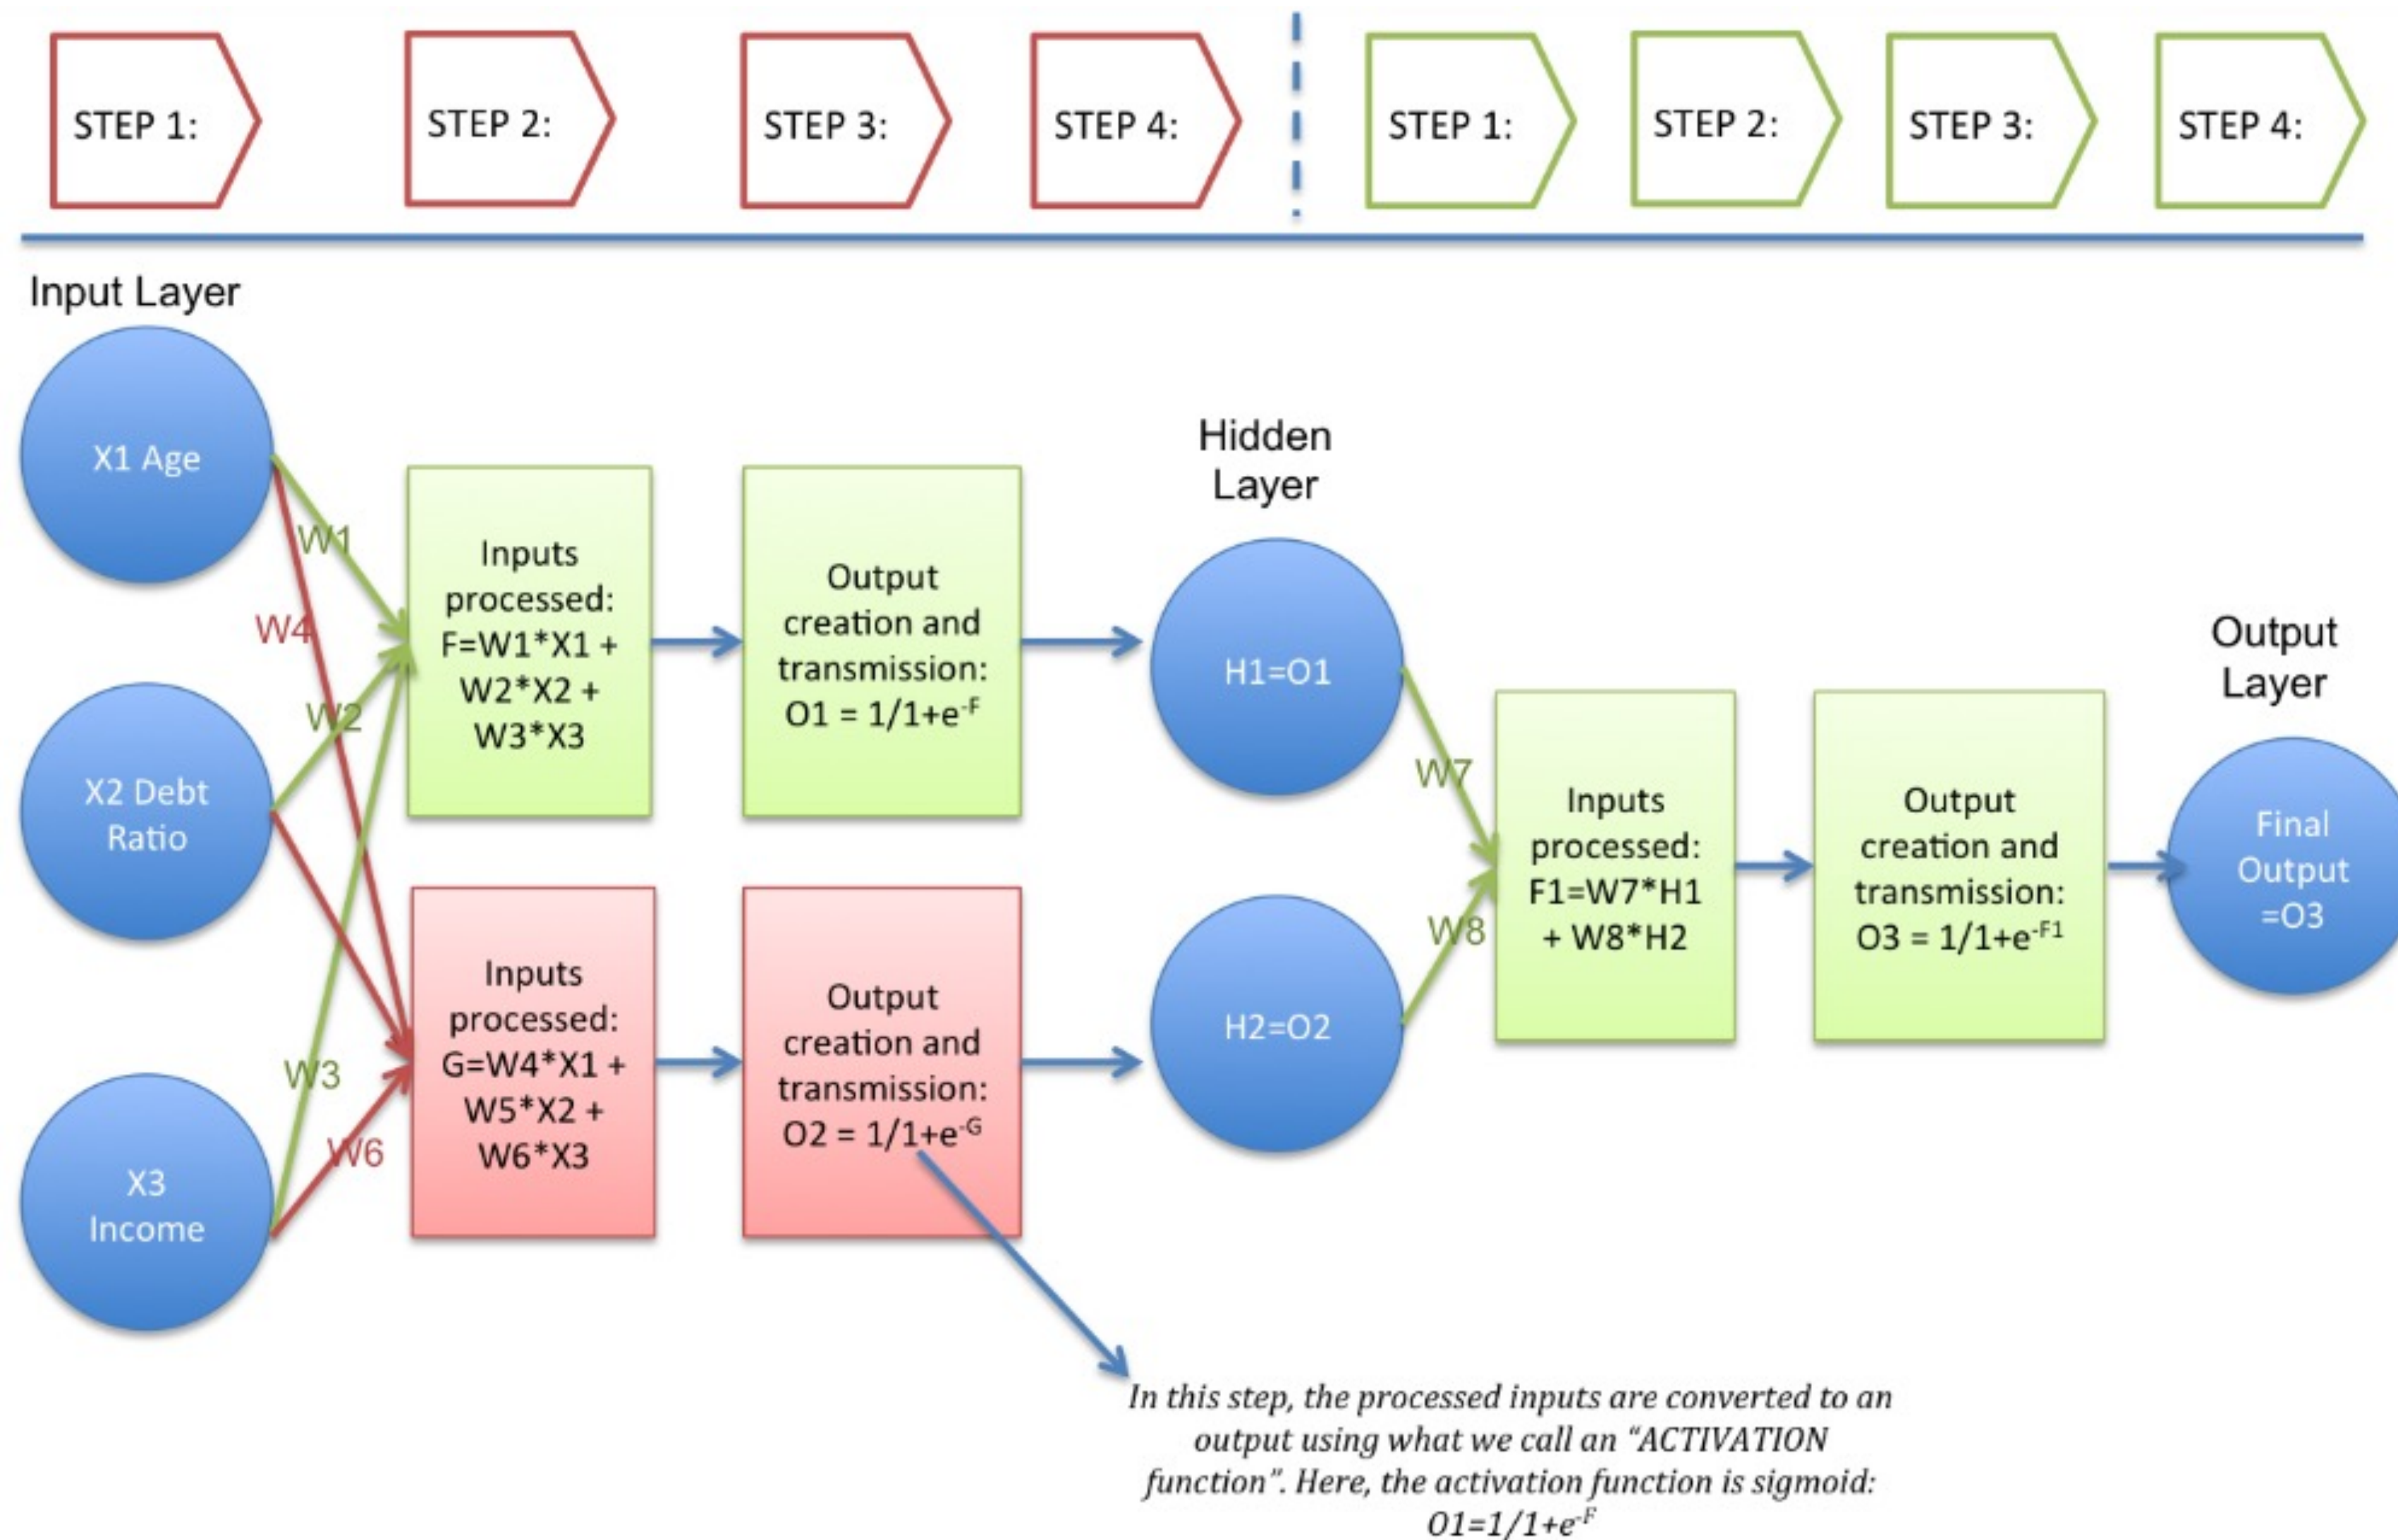 STEP 1:
STEP 2:
STEP 3:
STEP 4:
STEP 1:
STEP 2:
STEP 3:
STEP 4:
Input Layer
X1 Age
X2 Debt
Ratio
X3
Income
W1
W4
W2
W3
W6
Inputs
processed:
F=W1*X1 +
W2*X2 +
W3*X3
Output
creation and
transmission:
O1 = 1/1+e⁻ᶠ
Inputs
processed:
G=W4*X1 +
W5*X2 +
W6*X3
Output
creation and
transmission:
O2 = 1/1+e^-G
Hidden
Layer
H1=O1
H2=O2
W7
W8
Inputs
processed:
F1=W7*H1
+ W8*H2
Output
creation and
transmission:
O3 = 1/1+e^-F1
Output
Layer
Final
Output
=O3
In this step, the processed inputs are converted to an
output using what we call an “ACTIVATION
function”. Here, the activation function is sigmoid:
O1=1/1+e^-F